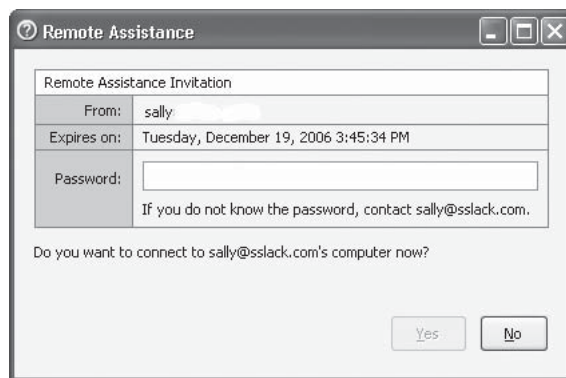 Remote Assistance
Remote Assistance Invitation
From: sally
Expires on: Tuesday, December 19, 2006 3:45:34 PM
Password:
If you do not know the password, contact sally@sslack.com.
Do you want to connect to sally@sslack.com's computer now?
Yes No